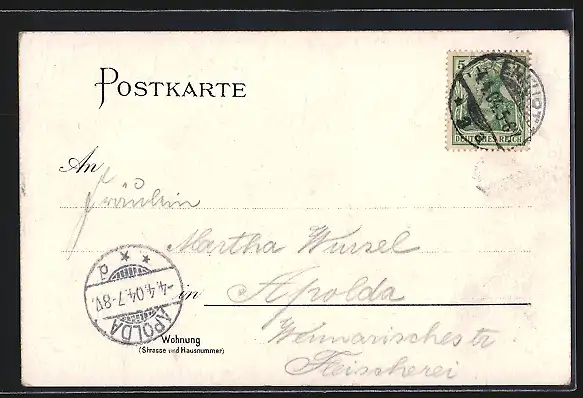 POSTKARTE
5
DEUTSCHES REICH
An
Fräulein
Martha Wurzel
in Apolda
Weimarischestr
Fleischerei
Wohnung
(Strasse und Hausnummer)
APOLDA
4.4.04.7-8V.
d